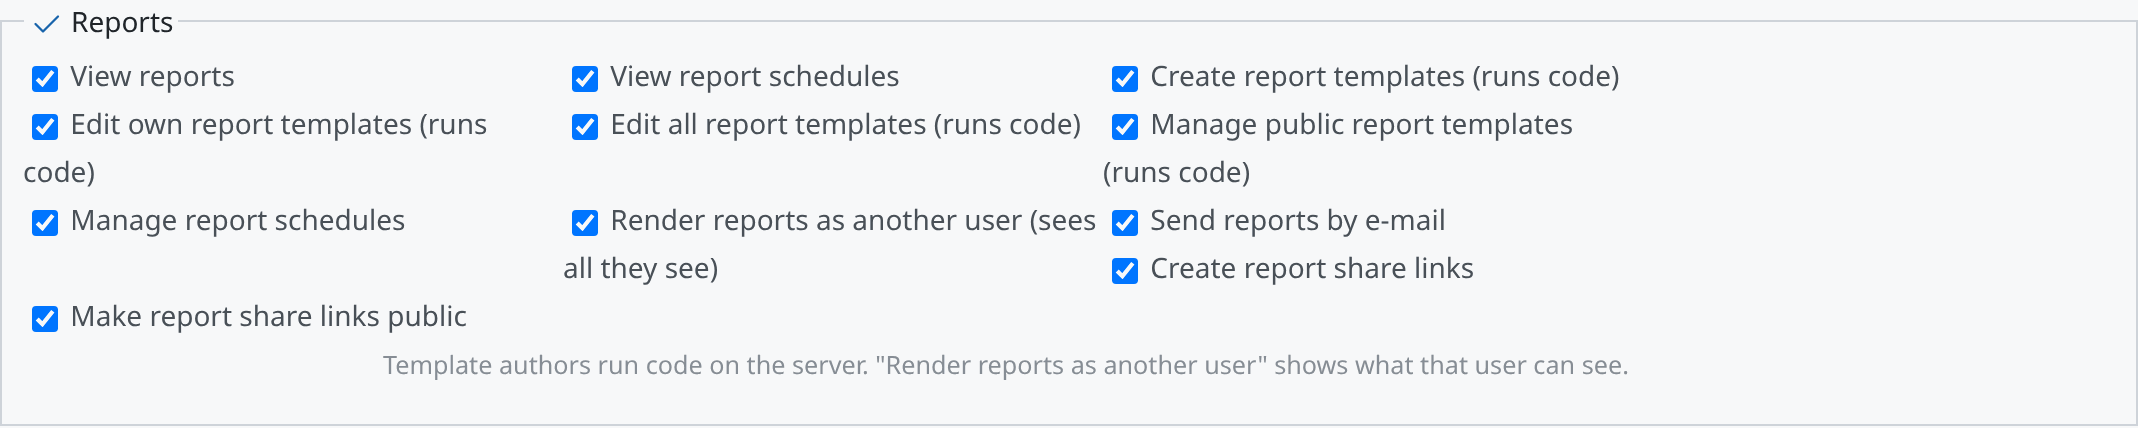 Reports
View reports
View report schedules
Create report templates (runs code)
Edit own report templates (runs
code)
Edit all report templates (runs code)
Manage public report templates
(runs code)
Manage report schedules
Render reports as another user (sees
all they see)
Send reports by e-mail
Create report share links
Make report share links public
Template authors run code on the server. "Render reports as another user" shows what that user can see.